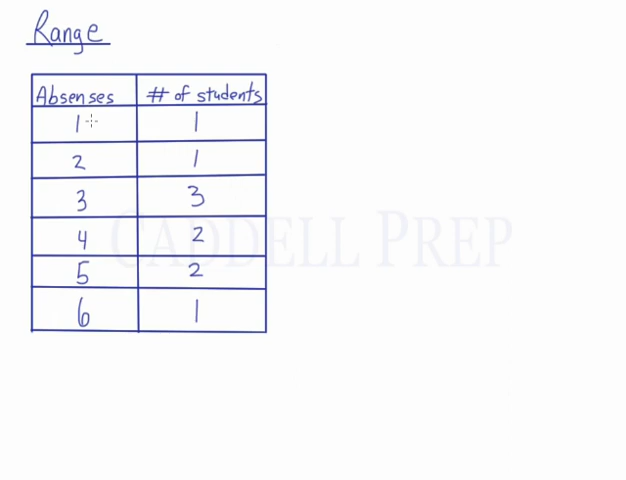 Range
Absenses # of students
1 1
2 1
3 3
4 2
5 2
6 1
CADDELL PREP